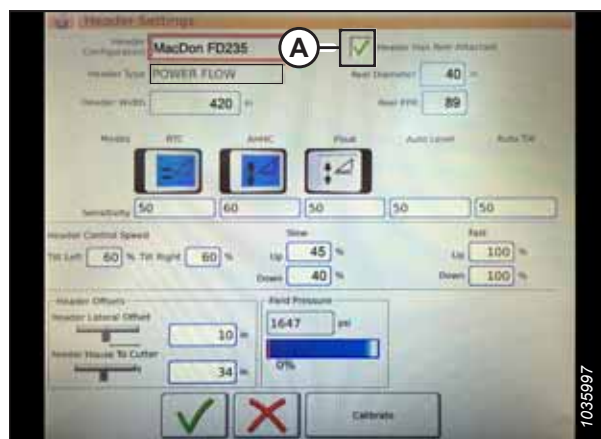 Header Settings
Header Configuration MacDon FD235
A
Header Has Reel Attached
Header Type POWER FLOW
Reel Diameter 40 in
Header Width 420 in
Reel PPR 89
Modes RTC AHHC Float Auto Level Auto Tilt
Sensitivity 50 60 50 50 50
Header Control Speed
Slow
Fast
Tilt Left 60 % Tilt Right 60 %
Up 45 %
Up 100 %
Down 40 %
Down 100 %
Header Offsets
Field Pressure
Header Lateral Offset
10
1647 psi
Feeder House To Cutter
34
0%
Calibrate
1035997